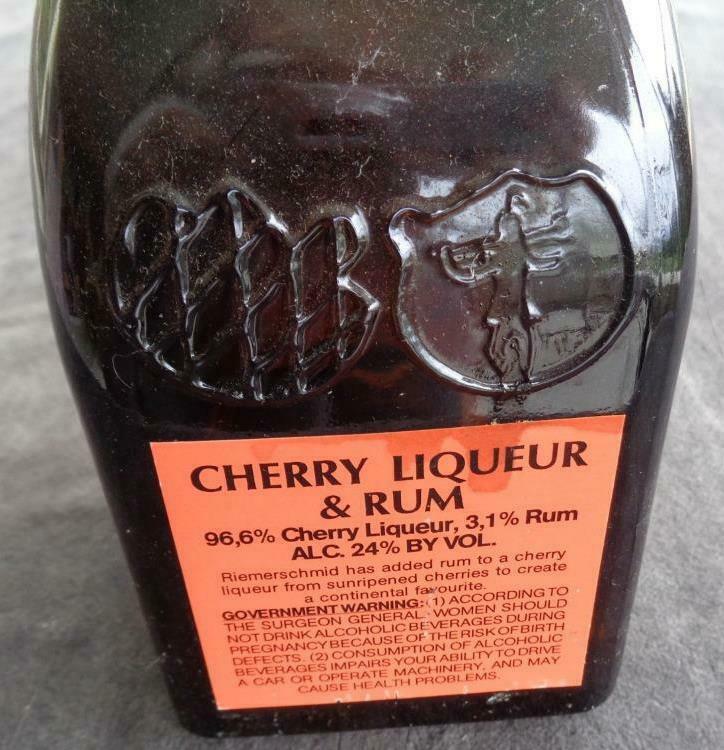 CHERRY LIQUEUR
& RUM
96,6% Cherry Liqueur, 3,1% Rum
ALC. 24% BY VOL.
Riemerschmid has added rum to a cherry
liqueur from sunripened cherries to create
a continental favourite.
GOVERNMENT WARNING: (1) ACCORDING TO
THE SURGEON GENERAL, WOMEN SHOULD
NOT DRINK ALCOHOLIC BEVERAGES DURING
PREGNANCY BECAUSE OF THE RISK OF BIRTH
DEFECTS. (2) CONSUMPTION OF ALCOHOLIC
BEVERAGES IMPAIRS YOUR ABILITY TO DRIVE
A CAR OR OPERATE MACHINERY, AND MAY
CAUSE HEALTH PROBLEMS.